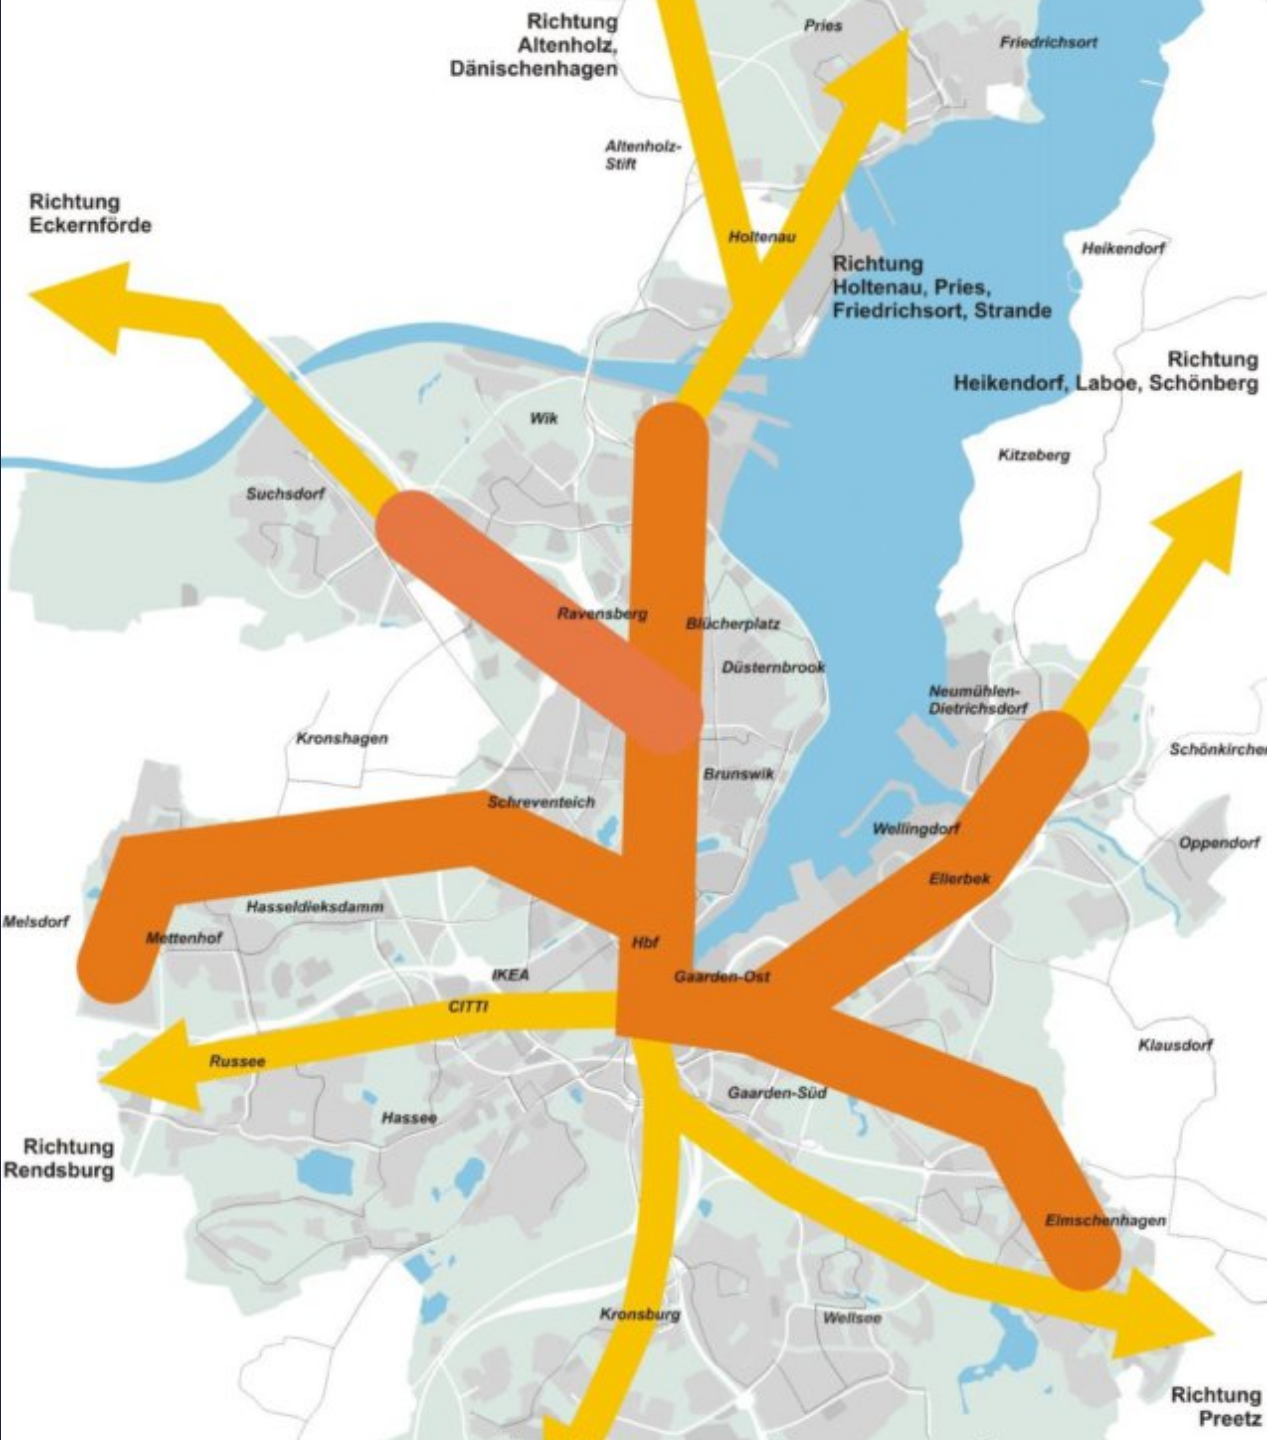 Richtung
Altenholz,
Dänischenhagen
Pries
Friedrichsort
Altenholz-
Stift
Richtung
Eckernförde
Holtenau
Heikendorf
Richtung
Holtenau, Pries,
Friedrichsort, Strande
Richtung
Heikendorf, Laboe, Schönberg
Wik
Kitzeberg
Suchsdorf
Ravensberg
Blücherplatz
Düsternbrook
Neumühlen-
Dietrichsdorf
Kronshagen
Schönkirchen
Brunswik
Schreventeich
Wellingdorf
Oppendorf
Ellerbek
Hasseldieksdamm
Melsdorf
Mettenhof
Hbf
IKEA
Gaarden-Ost
CITTI
Klausdorf
Russee
Gaarden-Süd
Hassee
Richtung
Rendsburg
Elmschenhagen
Kronsburg
Wellsee
Richtung
Preetz